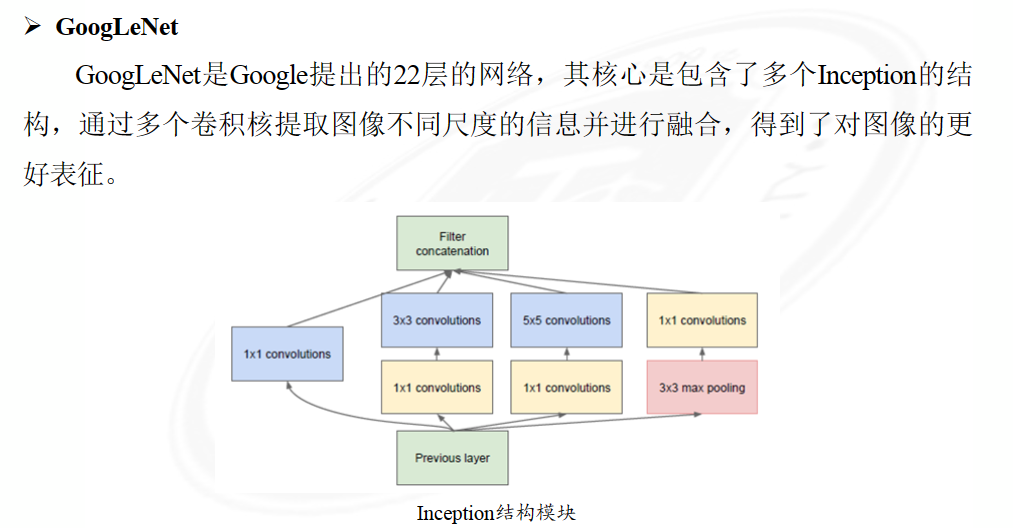 ➢ GoogLeNet
GoogLeNet是Google提出的22层的网络，其核心是包含了多个Inception的结
构，通过多个卷积核提取图像不同尺度的信息并进行融合，得到了对图像的更
好表征。
Filter
concatenation
3x3 convolutions
5x5 convolutions
1x1 convolutions
1x1 convolutions
1x1 convolutions
1x1 convolutions
3x3 max pooling
Previous layer
Inception结构模块